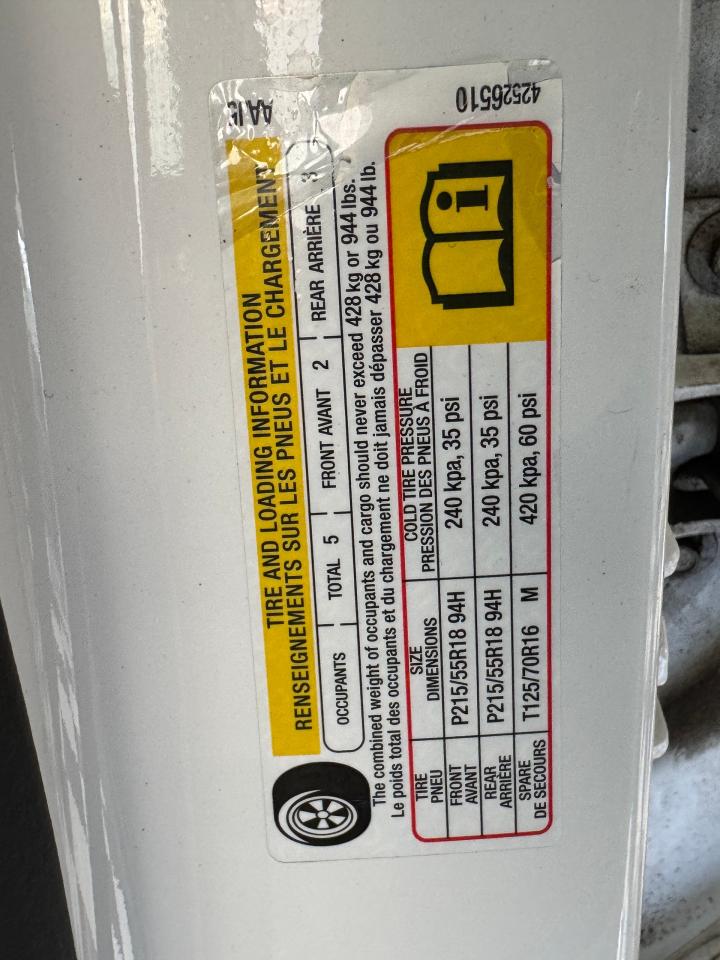 TIRE AND LOADING INFORMATION
RENSEIGNEMENTS SUR LES PNEUS ET LE CHARGEMENT
OCCUPANTS TOTAL 5 FRONT AVANT 2 REAR ARRIÈRE 3
The combined weight of occupants and cargo should never exceed 428 kg or 944 lbs.
Le poids total des occupants et du chargement ne doit jamais dépasser 428 kg ou 944 lb.
TIRE SIZE COLD TIRE PRESSURE
PNEU DIMENSIONS PRESSION DES PNEUS À FROID
FRONT
AVANT P215/55R18 94H 240 kpa, 35 psi
REAR
ARRIÈRE P215/55R18 94H 240 kpa, 35 psi
SPARE
DE SECOURS T125/70R16 M 420 kpa, 60 psi
42526510